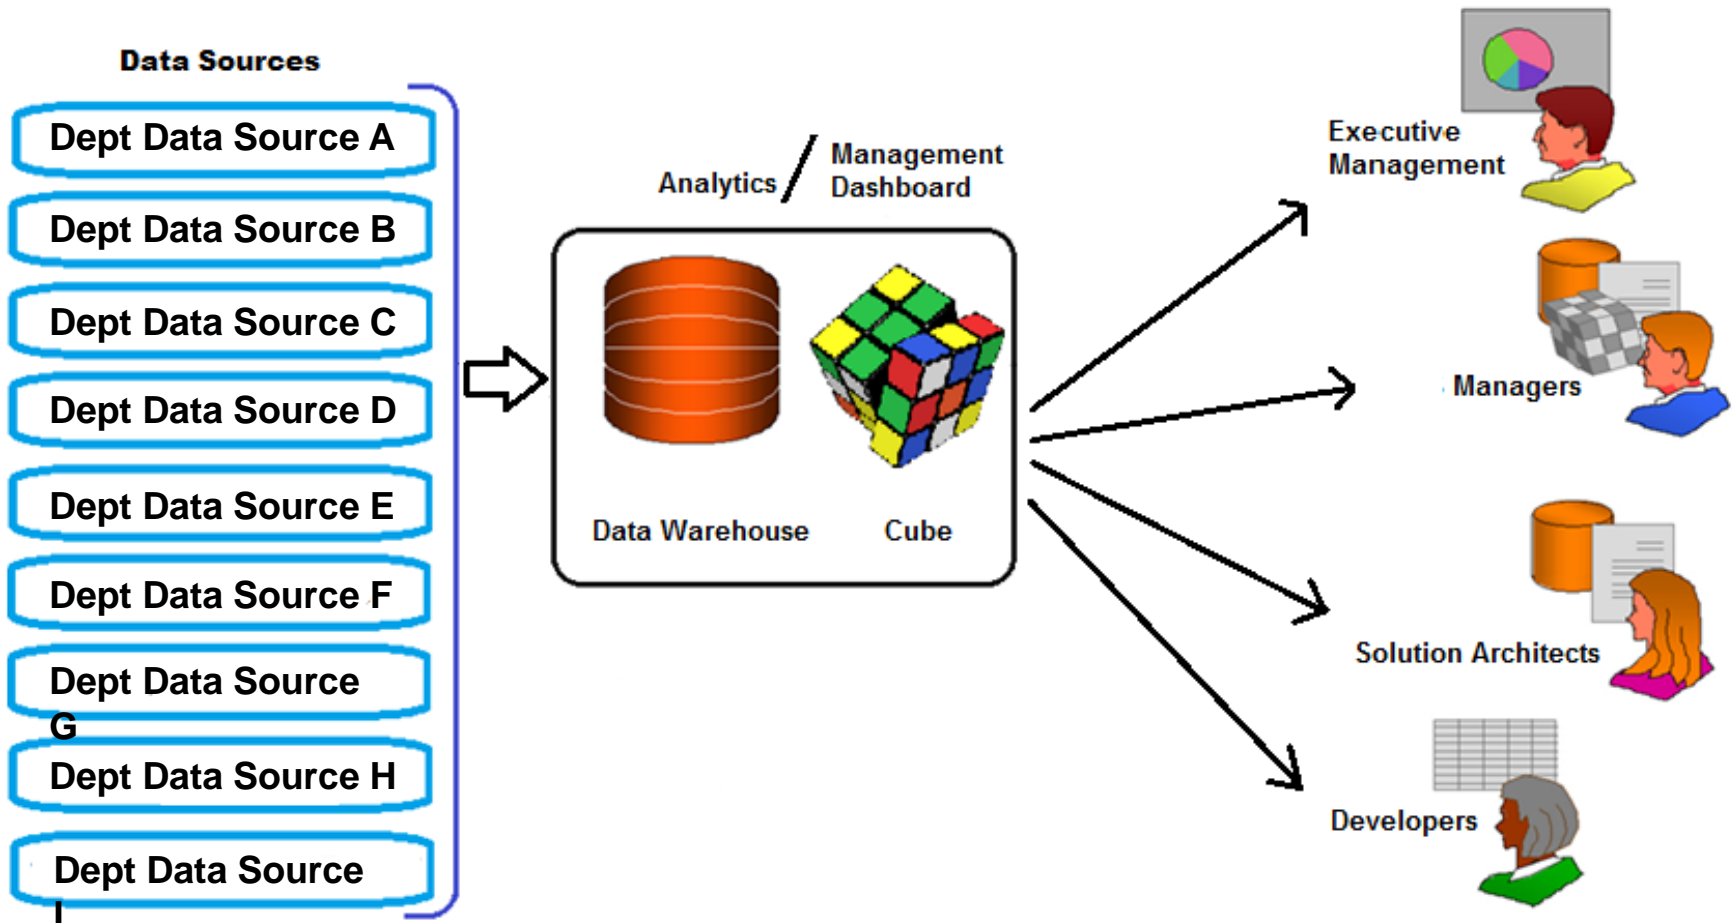 Data Sources
Dept Data Source A
Dept Data Source B
Dept Data Source C
Dept Data Source D
Dept Data Source E
Dept Data Source F
Dept Data Source
G
Dept Data Source H
Dept Data Source
I
Analytics
/
Management
Dashboard
Data Warehouse
Cube
Executive
Management
Managers
Solution Architects
Developers